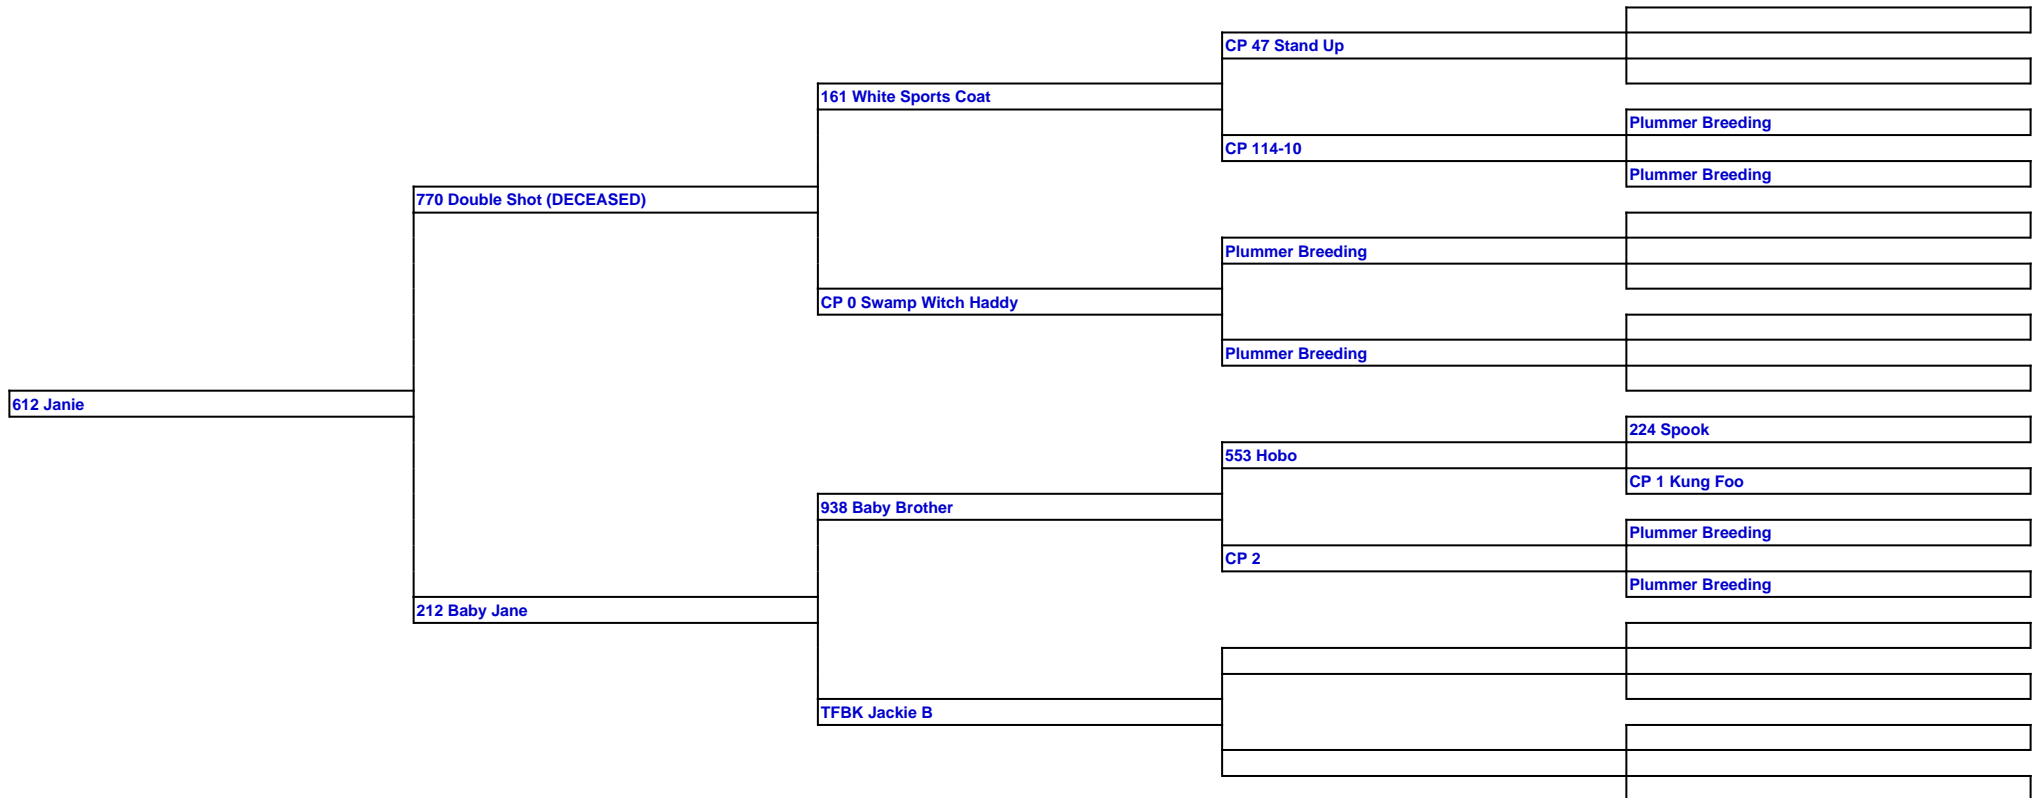 CP 47 Stand Up
161 White Sports Coat
Plummer Breeding
CP 114-10
Plummer Breeding
770 Double Shot (DECEASED)
Plummer Breeding
CP 0 Swamp Witch Haddy
Plummer Breeding
612 Janie
224 Spook
553 Hobo
CP 1 Kung Foo
938 Baby Brother
Plummer Breeding
CP 2
Plummer Breeding
212 Baby Jane
TFBK Jackie B